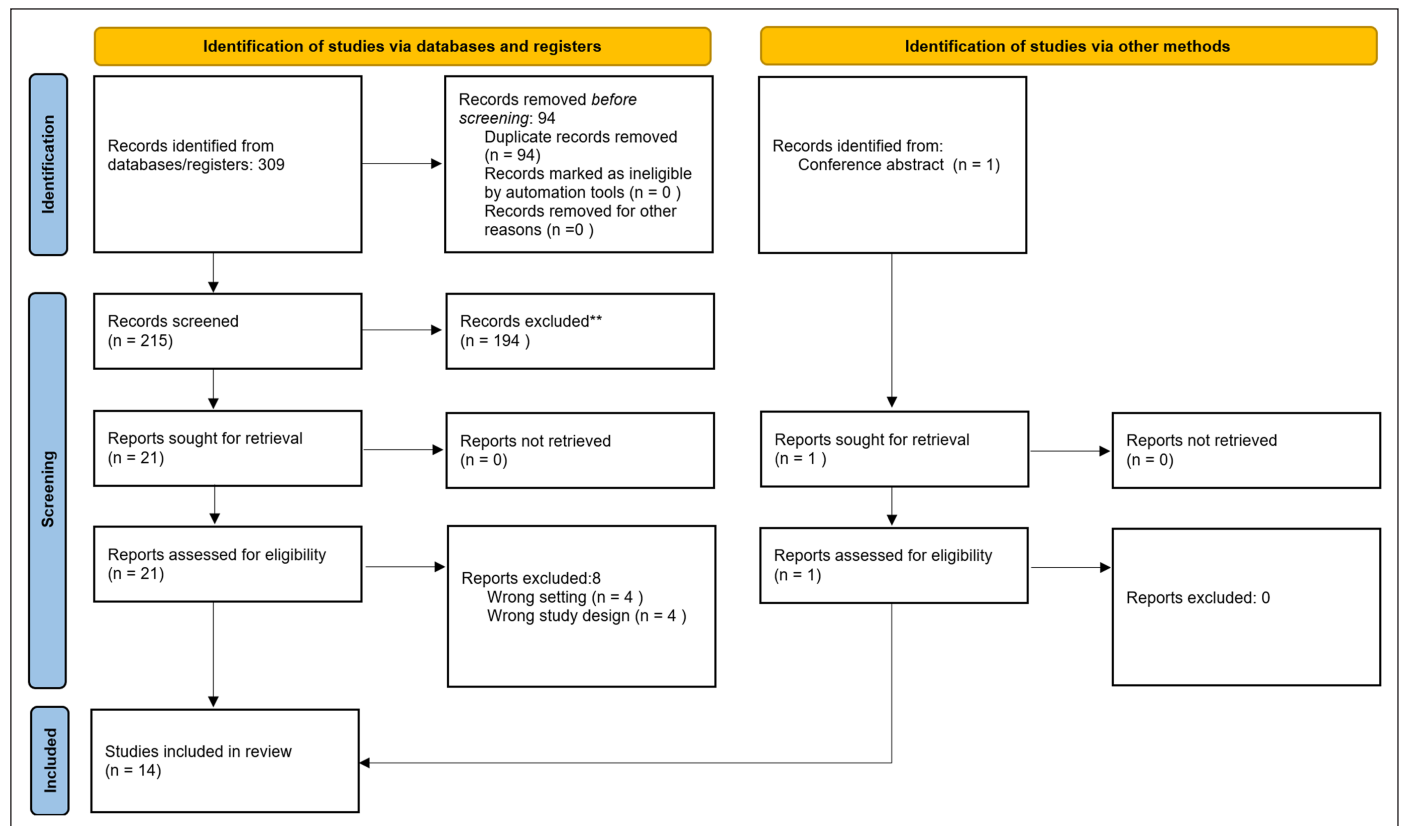 Identification of studies via databases and registers
Identification of studies via other methods
Identification
Records identified from
databases/registers: 309
Records removed before
screening: 94
Duplicate records removed
(n = 94)
Records marked as ineligible
by automation tools (n = 0 )
Records removed for other
reasons (n =0 )
Records identified from:
Conference abstract (n = 1)
Screening
Records screened
(n = 215)
Records excluded**
(n = 194 )
Reports sought for retrieval
(n = 21)
Reports not retrieved
(n = 0)
Reports sought for retrieval
(n = 1 )
Reports not retrieved
(n = 0)
Reports assessed for eligibility
(n = 21)
Reports excluded:8
Wrong setting (n = 4 )
Wrong study design (n = 4 )
Reports assessed for eligibility
(n = 1)
Reports excluded: 0
Included
Studies included in review
(n = 14)